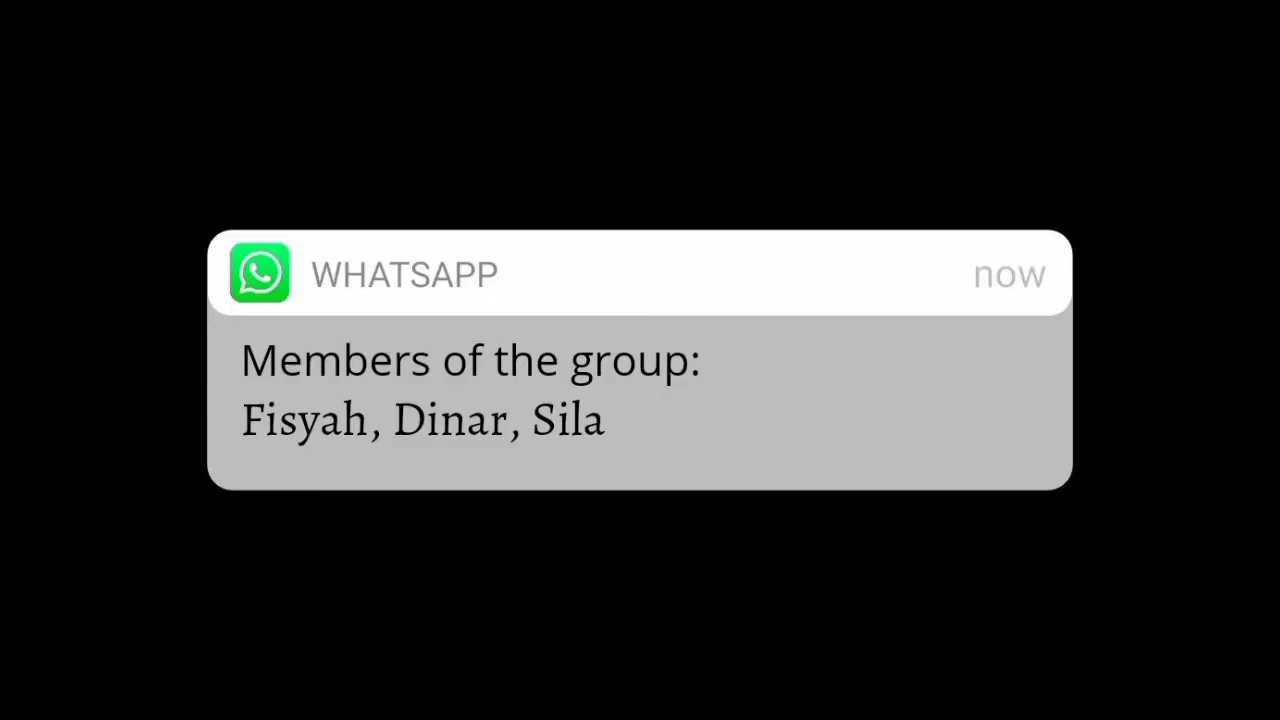 WHATSAPP now
Members of the group:
Fisyah, Dinar, Sila